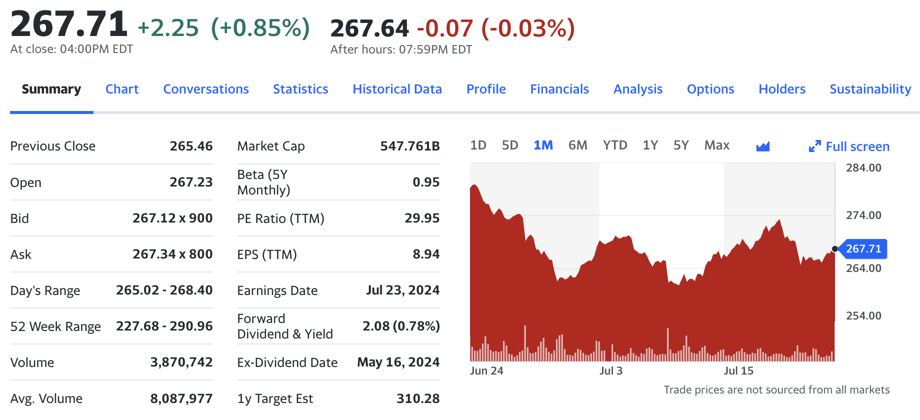 267.71 +2.25 (+0.85%) 267.64 -0.07 (-0.03%)
At close: 04:00PM EDT After hours: 07:59PM EDT
Summary Chart Conversations Statistics Historical Data Profile Financials Analysis Options Holders Sustainability
Previous Close 265.46
Open 267.23
Bid 267.12 x 900
Ask 267.34 x 800
Day's Range 265.02 - 268.40
52 Week Range 227.68 - 290.96
Volume 3,870,742
Avg. Volume 8,087,977
Market Cap 547.761B
Beta (5Y
Monthly) 0.95
PE Ratio (TTM) 29.95
EPS (TTM) 8.94
Earnings Date Jul 23, 2024
Forward
Dividend & Yield 2.08 (0.78%)
Ex-Dividend Date May 16, 2024
1y Target Est 310.28
1D 5D 1M 6M YTD 1Y 5Y Max Full screen
284.00
274.00
267.71
264.00
254.00
Jun 24 Jul 3 Jul 15
Trade prices are not sourced from all markets